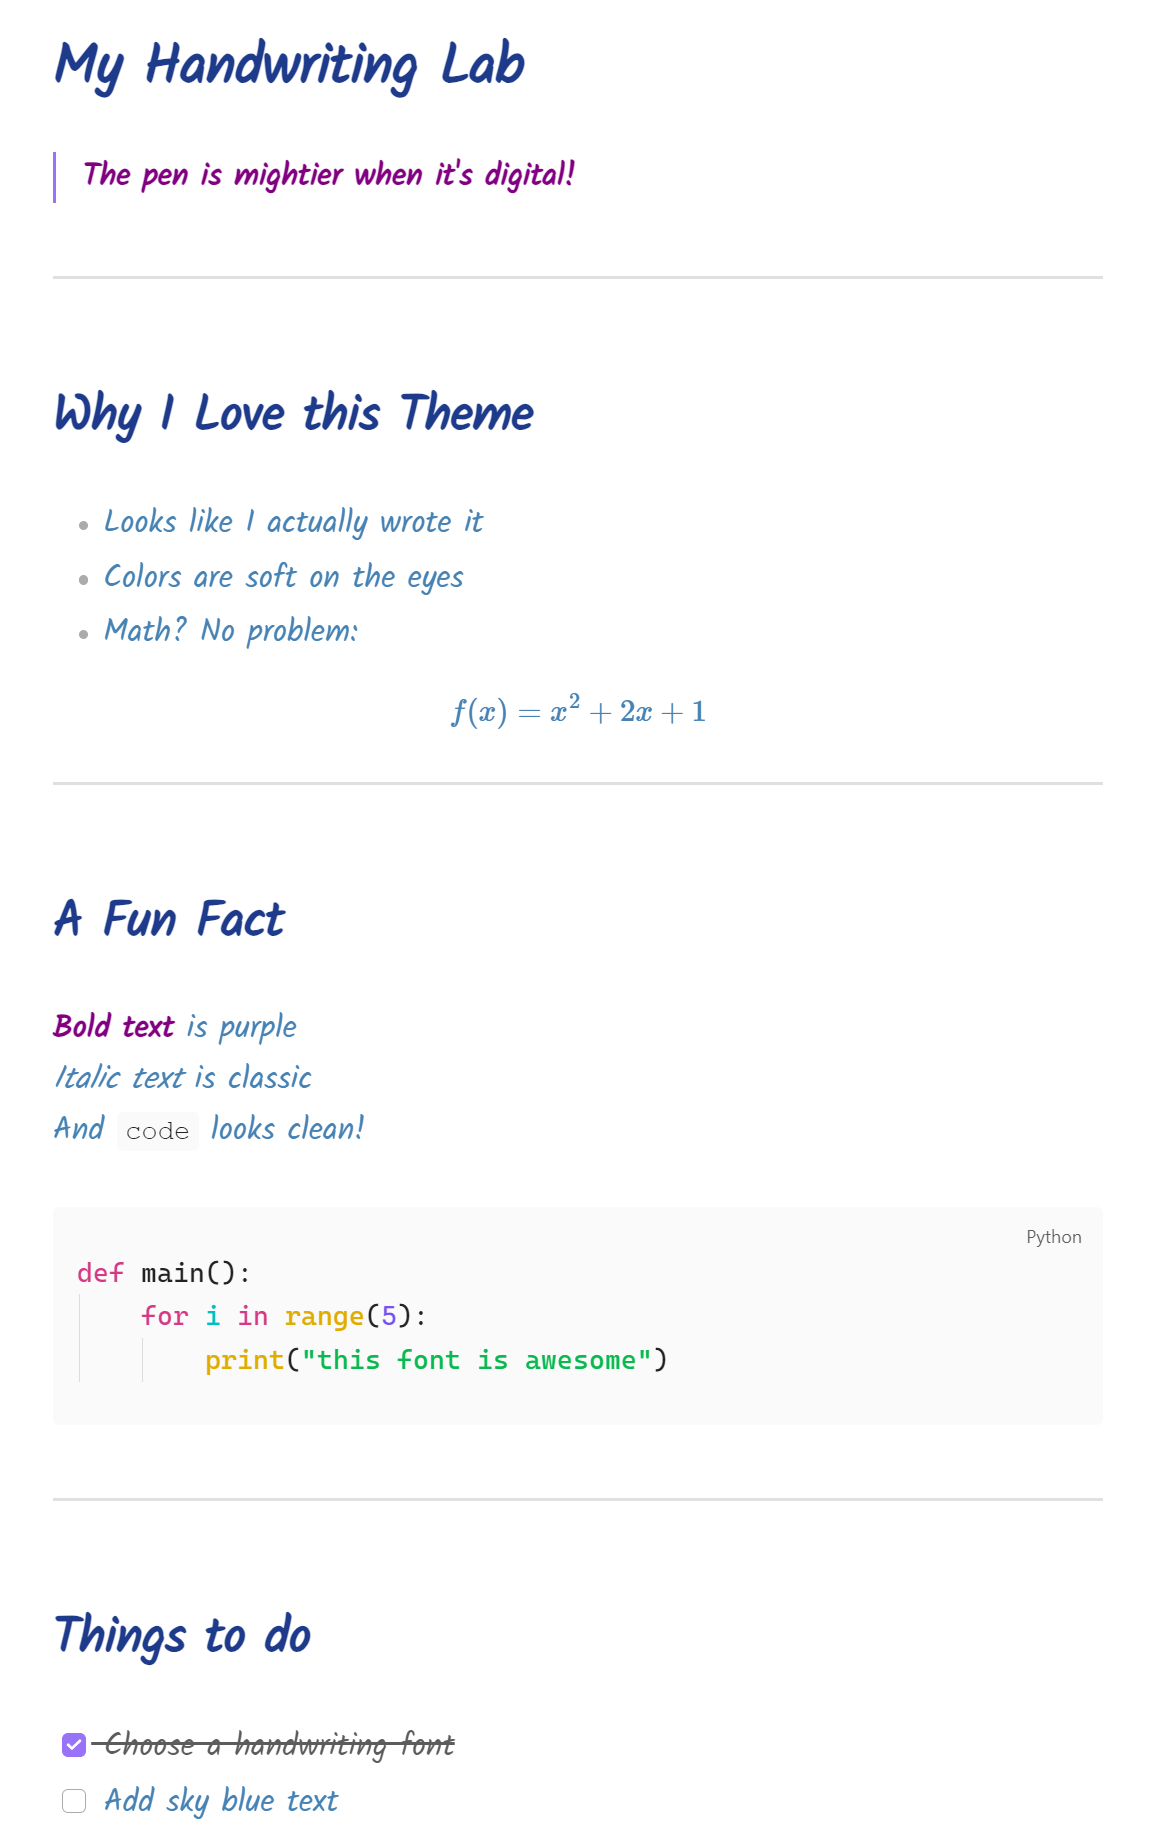 My Handwriting Lab
The pen is mightier when it's digital!
Why I Love this Theme
Looks like I actually wrote it
Colors are soft on the eyes
Math? No problem:
f(x) = x² + 2x + 1
A Fun Fact
Bold text is purple
Italic text is classic
And code looks clean!
Python
def main():
    for i in range(5):
        print("this font is awesome")
Things to do
Choose a handwriting font
Add sky blue text